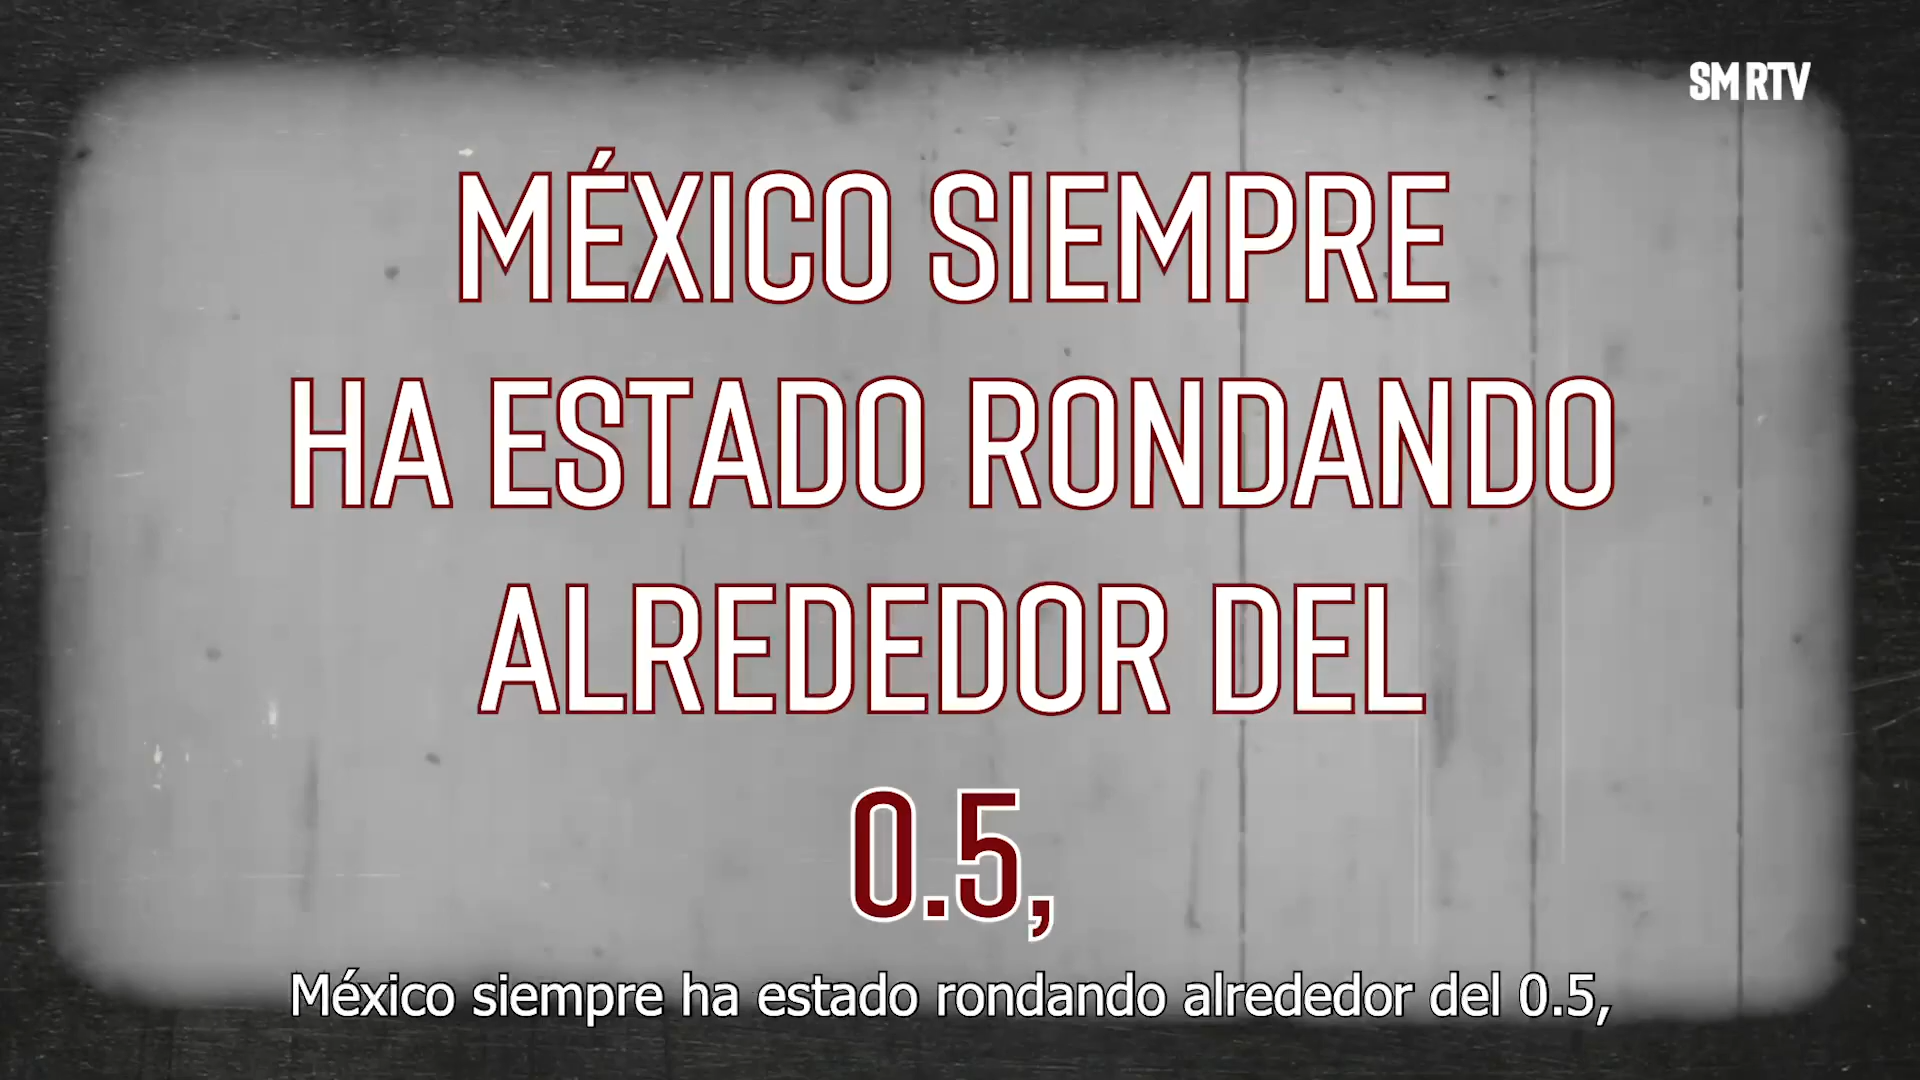 SM RTV
MÉXICO SIEMPRE
HA ESTADO RONDANDO
ALREDEDOR DEL
0.5,
México siempre ha estado rondando alrededor del 0.5,